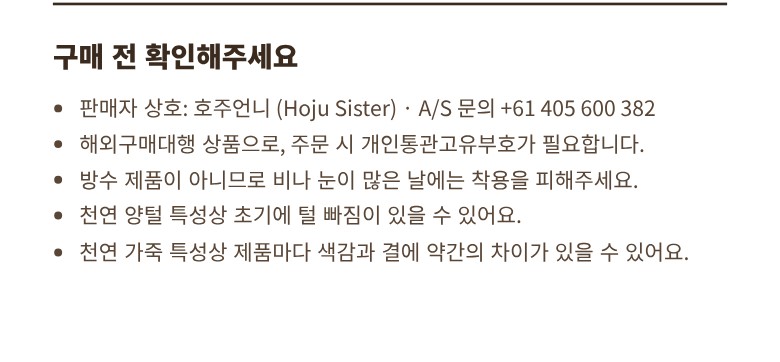 구매 전 확인해주세요
• 판매자 상호: 호주언니 (Hoju Sister) · A/S 문의 +61 405 600 382
• 해외구매대행 상품으로, 주문 시 개인통관고유부호가 필요합니다.
• 방수 제품이 아니므로 비나 눈이 많은 날에는 착용을 피해주세요.
• 천연 양털 특성상 초기에 털 빠짐이 있을 수 있어요.
• 천연 가죽 특성상 제품마다 색감과 결에 약간의 차이가 있을 수 있어요.